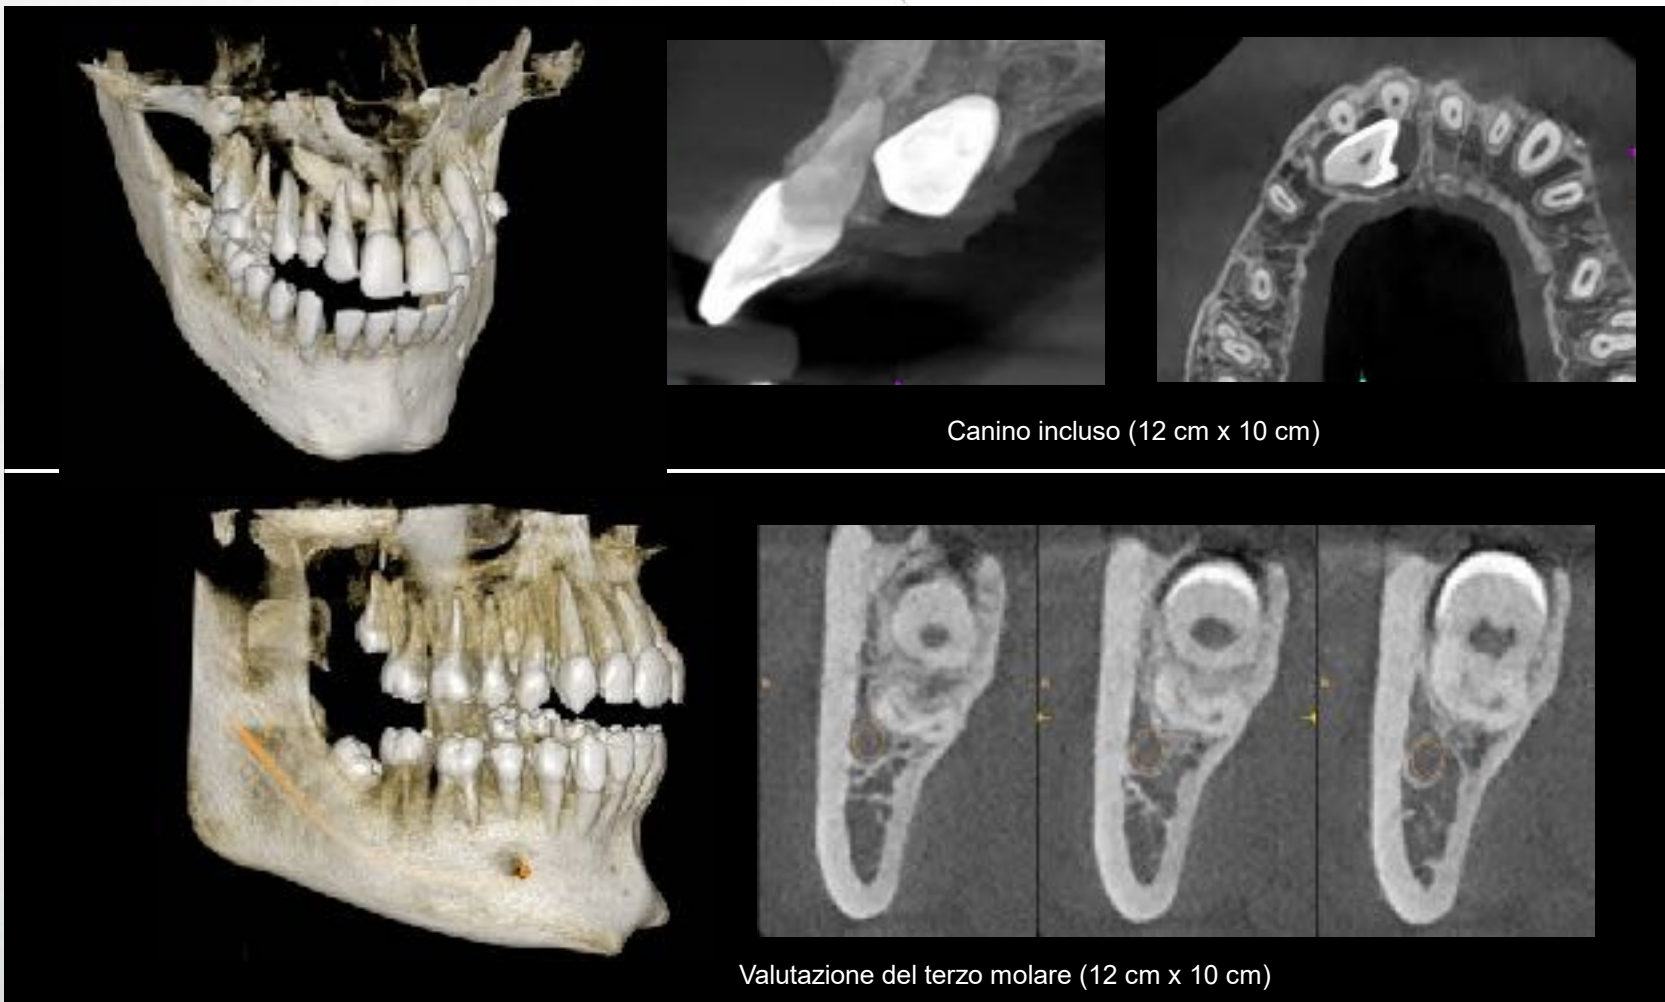 Canino incluso (12 cm x 10 cm)
Valutazione del terzo molare (12 cm x 10 cm)